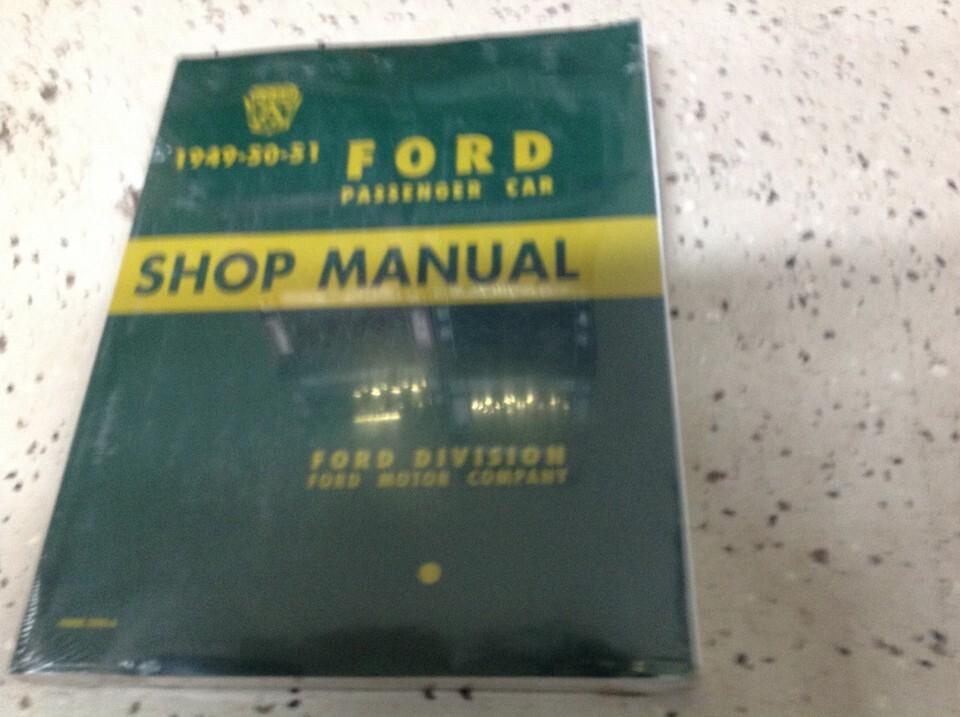 1949-50-51 FORD
PASSENGER CAR
SHOP MANUAL
FORD DIVISION
FORD MOTOR COMPANY